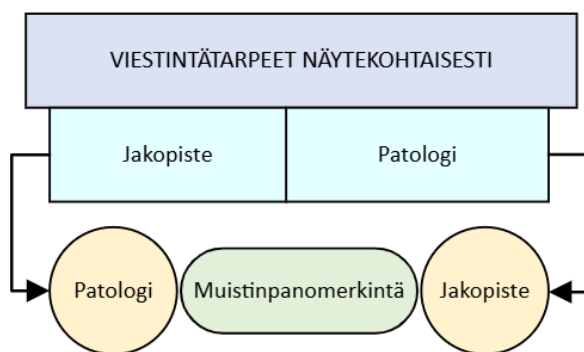 VIESTINTÄTARPEET NÄYTEKOHTAISESTI
Jakopiste
Patologi
Patologi
Muistinpanomerkintä
Jakopiste